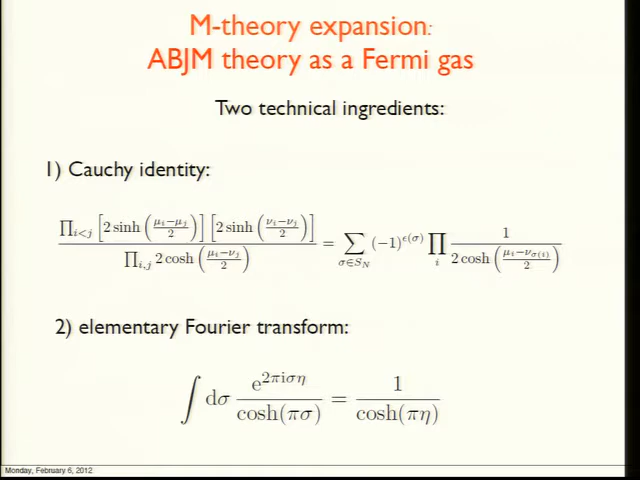 M-theory expansion:
ABJM theory as a Fermi gas
Two technical ingredients:
1) Cauchy identity:
\frac{\prod_{i<j} \left[ 2 \sinh \left( \frac{\mu_i - \mu_j}{2} \right) \right] \left[ 2 \sinh \left( \frac{\nu_i - \nu_j}{2} \right) \right]}{\prod_{i,j} 2 \cosh \left( \frac{\mu_i - \nu_j}{2} \right)} = \sum_{\sigma \in S_N} (-1)^{\epsilon(\sigma)} \prod_i \frac{1}{2 \cosh \left( \frac{\mu_i - \nu_{\sigma(i)}}{2} \right)}
2) elementary Fourier transform:
\int d\sigma \frac{e^{2\pi i \sigma \eta}}{\cosh(\pi \sigma)} = \frac{1}{\cosh(\pi \eta)}
Monday, February 6, 2012